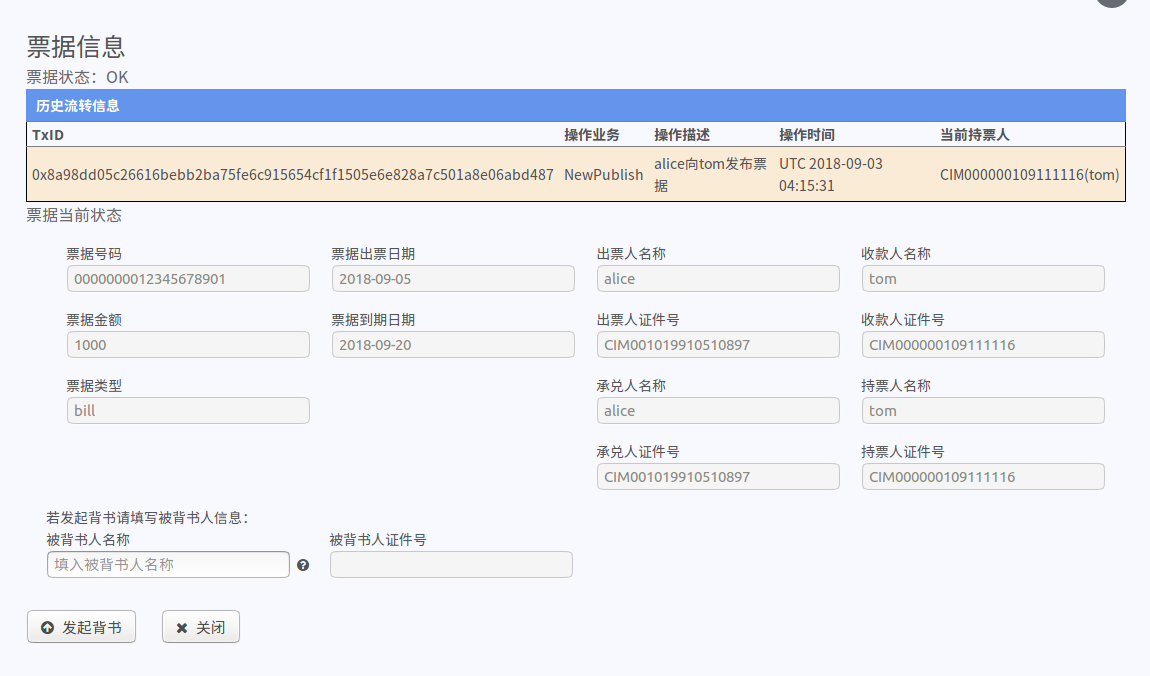 票据信息
票据状态：OK
历史流转信息
TxID 操作业务 操作描述 操作时间 当前持票人
0x8a98dd05c26616bebb2ba75fe6c915654cf1f1505e6e828a7c501a8e06abd487 NewPublish alice向tom发布票 UTC 2018-09-03 CIM000000109111116(tom)
据 04:15:31
票据当前状态
票据号码 票据出票日期 出票人名称 收款人名称
0000000012345678901 2018-09-05 alice tom
票据金额 票据到期日期 出票人证件号 收款人证件号
1000 2018-09-20 CIM001019910510897 CIM000000109111116
票据类型 承兑人名称 持票人名称
bill alice tom
承兑人证件号 持票人证件号
CIM001019910510897 CIM000000109111116
若发起背书请填写被背书人信息：
被背书人名称 被背书人证件号
填入被背书人名称
发起背书 关闭